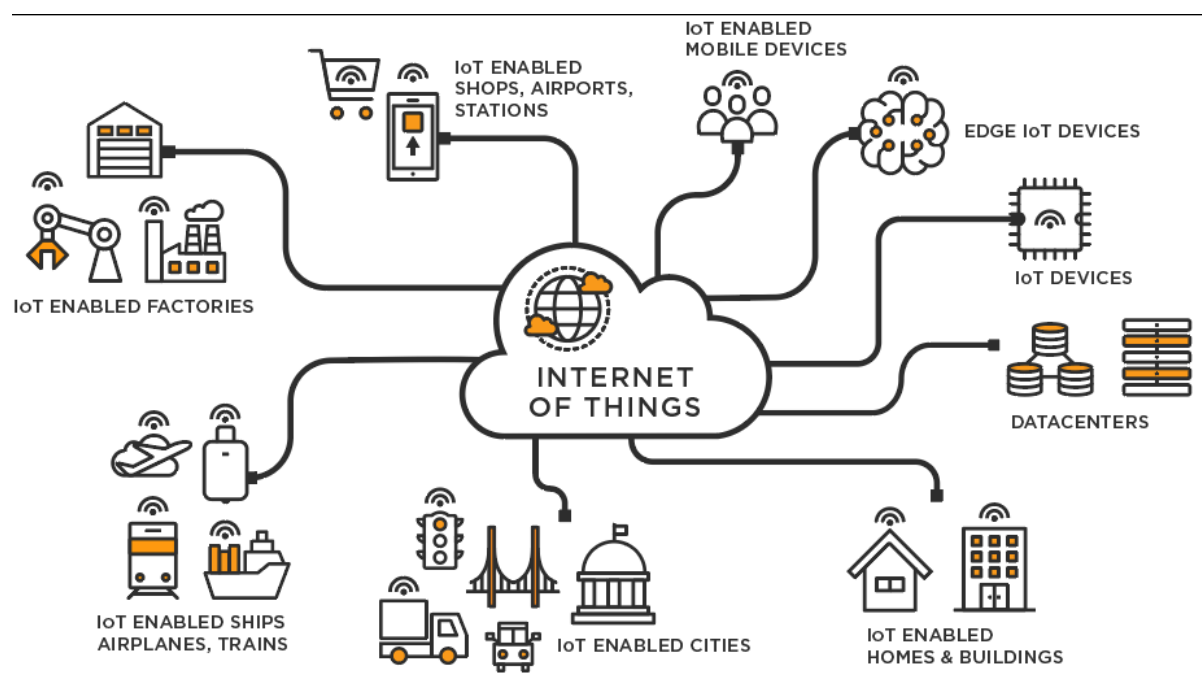 IoT ENABLED
MOBILE DEVICES
IoT ENABLED
SHOPS, AIRPORTS,
STATIONS
EDGE IoT DEVICES
IoT DEVICES
IoT ENABLED FACTORIES
INTERNET
OF THINGS
DATACENTERS
IoT ENABLED SHIPS
AIRPLANES, TRAINS
IoT ENABLED CITIES
IoT ENABLED
HOMES & BUILDINGS